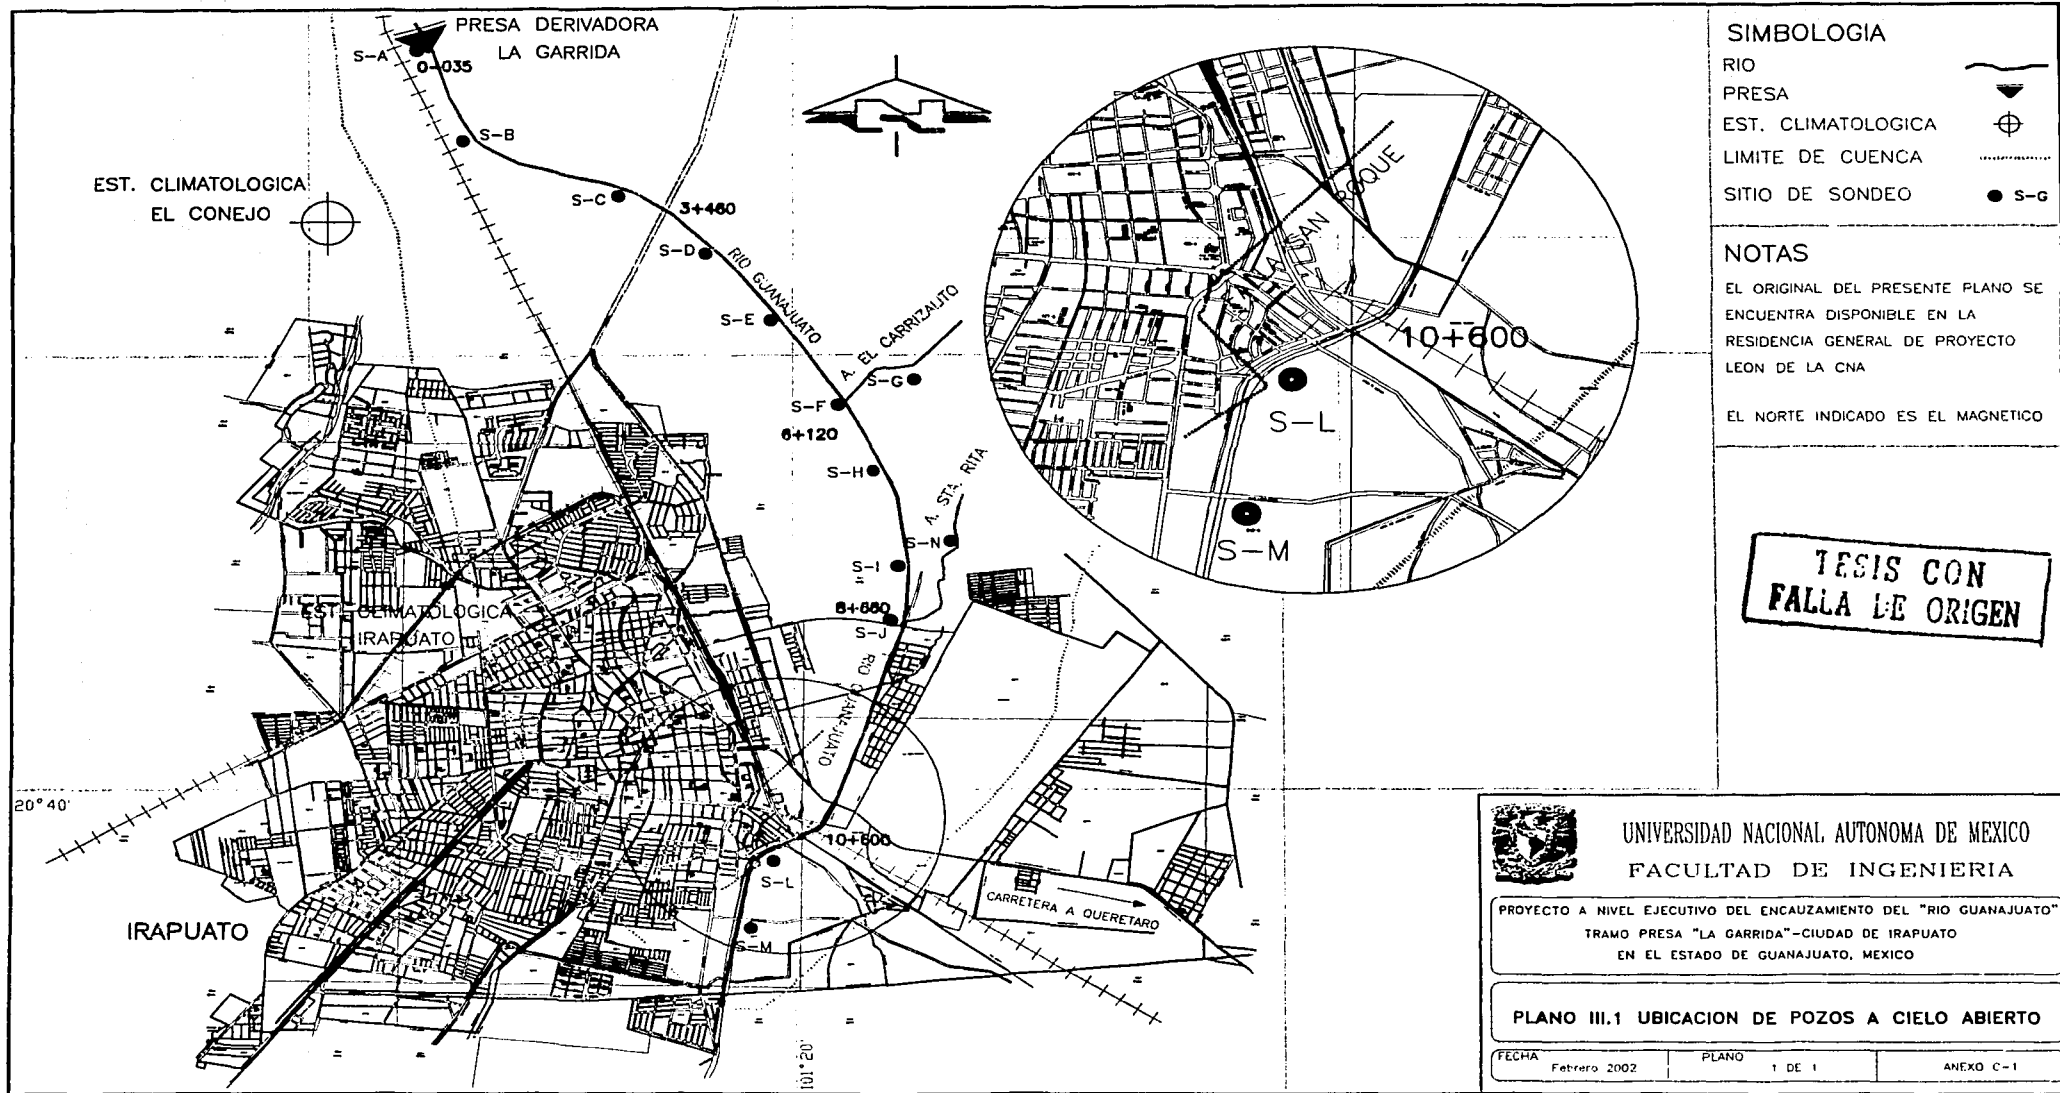 PRESA DERIVADORA
LA GARRIDA
S-A
0-035
S-B
EST. CLIMATOLOGICA
EL CONEJO
S-C
3+460
S-D
RIO GUANAJUATO
S-E
A. EL CARRIZALITO
S-G
S-F
6+120
S-H
A. STA. RITA
S-N
S-I
EST. CLIMATOLOGICA
IRAPUATO
8+660
S-J
RIO GUANAJUATO
20°40'
10+600
S-L
CARRETERA A QUERETARO
IRAPUATO
S-M
101°20'
SAN ROQUE
10+600
S-L
S-M
SIMBOLOGIA
RIO
PRESA
EST. CLIMATOLOGICA
LIMITE DE CUENCA
SITIO DE SONDEO
S-G
NOTAS
EL ORIGINAL DEL PRESENTE PLANO SE
ENCUENTRA DISPONIBLE EN LA
RESIDENCIA GENERAL DE PROYECTO
LEON DE LA CNA
EL NORTE INDICADO ES EL MAGNETICO
TESIS CON
FALLA DE ORIGEN
UNIVERSIDAD NACIONAL AUTONOMA DE MEXICO
FACULTAD DE INGENIERIA
PROYECTO A NIVEL EJECUTIVO DEL ENCAUZAMIENTO DEL "RIO GUANAJUATO"
TRAMO PRESA "LA GARRIDA"-CIUDAD DE IRAPUATO
EN EL ESTADO DE GUANAJUATO, MEXICO
PLANO III.1 UBICACION DE POZOS A CIELO ABIERTO
FECHA
Febrero 2002
PLANO
1 DE 1
ANEXO C-1